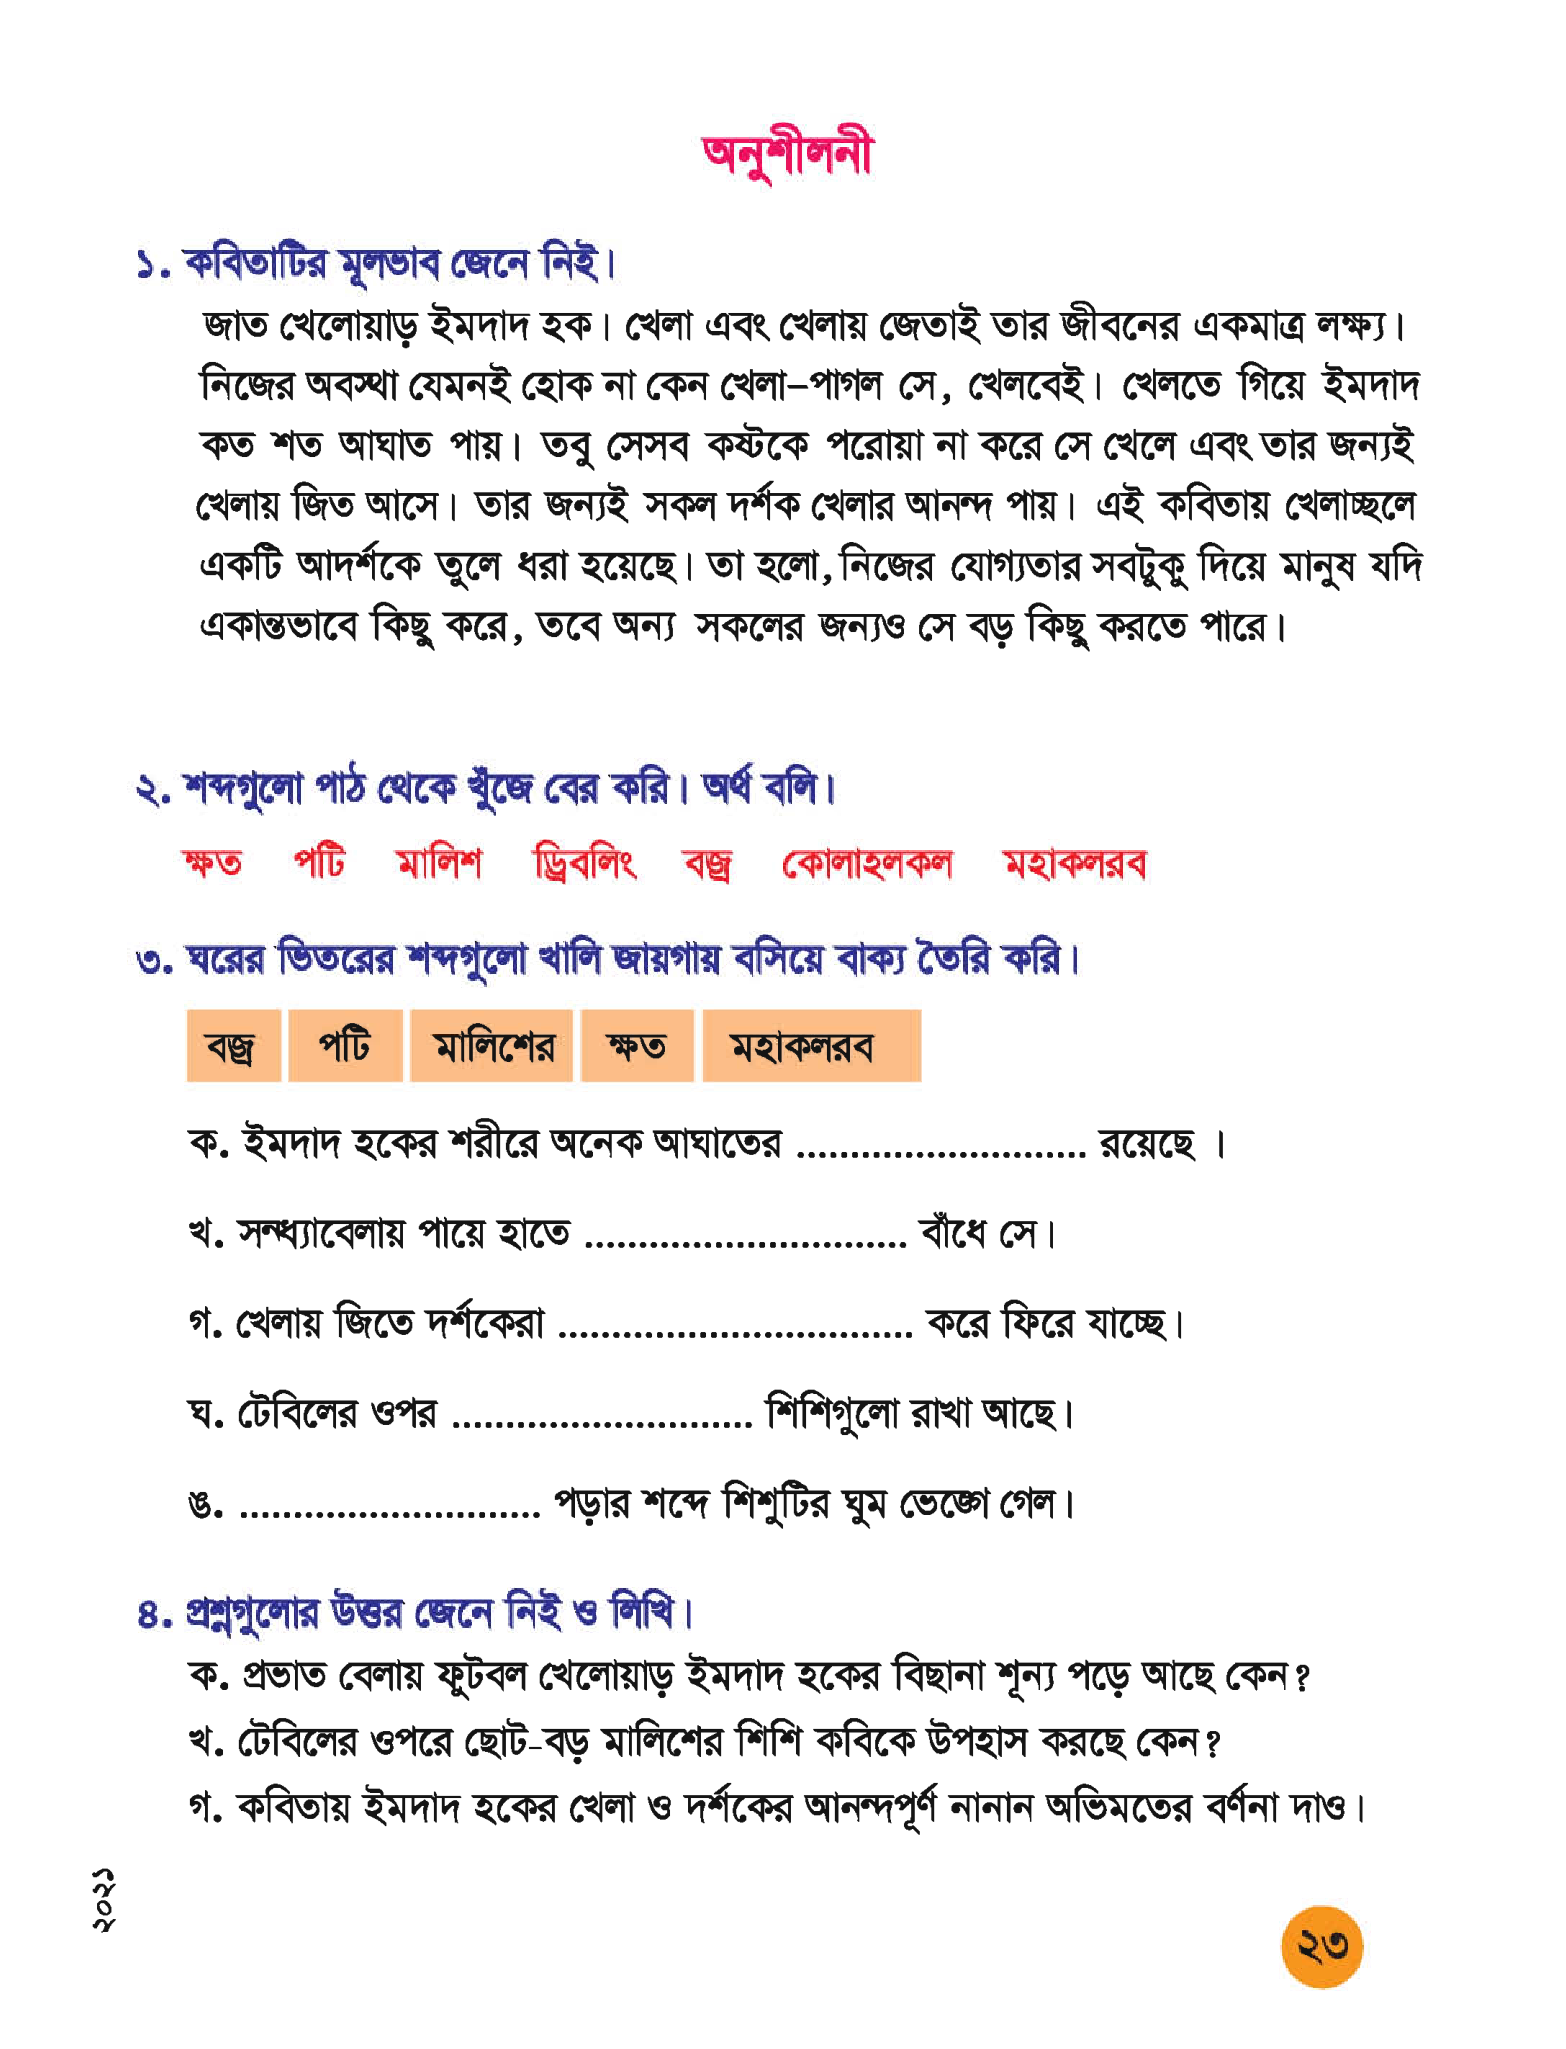 অনুশীলনী
১. কবিতাটির মূলভাব জেনে নিই।
জাত খেলোয়াড় ইমদাদ হক। খেলা এবং খেলায় জেতাই তার জীবনের একমাত্র লক্ষ্য।
নিজের অবস্থা যেমনই হোক না কেন খেলা–পাগল সে, খেলবেই। খেলতে গিয়ে ইমদাদ
কত শত আঘাত পায়। তবু সেসব কষ্টকে পরোয়া না করে সে খেলে এবং তার জন্যই
খেলায় জিত আসে। তার জন্যই সকল দর্শক খেলার আনন্দ পায়। এই কবিতায় খেলাচ্ছলে
একটি আদর্শকে তুলে ধরা হয়েছে। তা হলো, নিজের যোগ্যতার সবটুকু দিয়ে মানুষ যদি
একান্তভাবে কিছু করে, তবে অন্য সকলের জন্যও সে বড় কিছু করতে পারে।
২. শব্দগুলো পাঠ থেকে খুঁজে বের করি। অর্থ বলি।
ক্ষত পটি মালিশ ড্রিবলিং বজ্র কোলাহলকল মহাকলরব
৩. ঘরের ভিতরের শব্দগুলো খালি জায়গায় বসিয়ে বাক্য তৈরি করি।
বজ্র পটি মালিশের ক্ষত মহাকলরব
ক. ইমদাদ হকের শরীরে অনেক আঘাতের ........................... রয়েছে ।
খ. সন্ধ্যাবেলায় পায়ে হাতে .............................. বাঁধে সে।
গ. খেলায় জিতে দর্শকেরা ................................. করে ফিরে যাচ্ছে।
ঘ. টেবিলের ওপর ............................ শিশিগুলো রাখা আছে।
ঙ. ............................ পড়ার শব্দে শিশুটির ঘুম ভেঙ্গে গেল।
৪. প্রশ্নগুলোর উত্তর জেনে নিই ও লিখি।
ক. প্রভাত বেলায় ফুটবল খেলোয়াড় ইমদাদ হকের বিছানা শূন্য পড়ে আছে কেন?
খ. টেবিলের ওপরে ছোট-বড় মালিশের শিশি কবিকে উপহাস করছে কেন?
গ. কবিতায় ইমদাদ হকের খেলা ও দর্শকের আনন্দপূর্ণ নানান অভিমতের বর্ণনা দাও।
২০২১
২৩